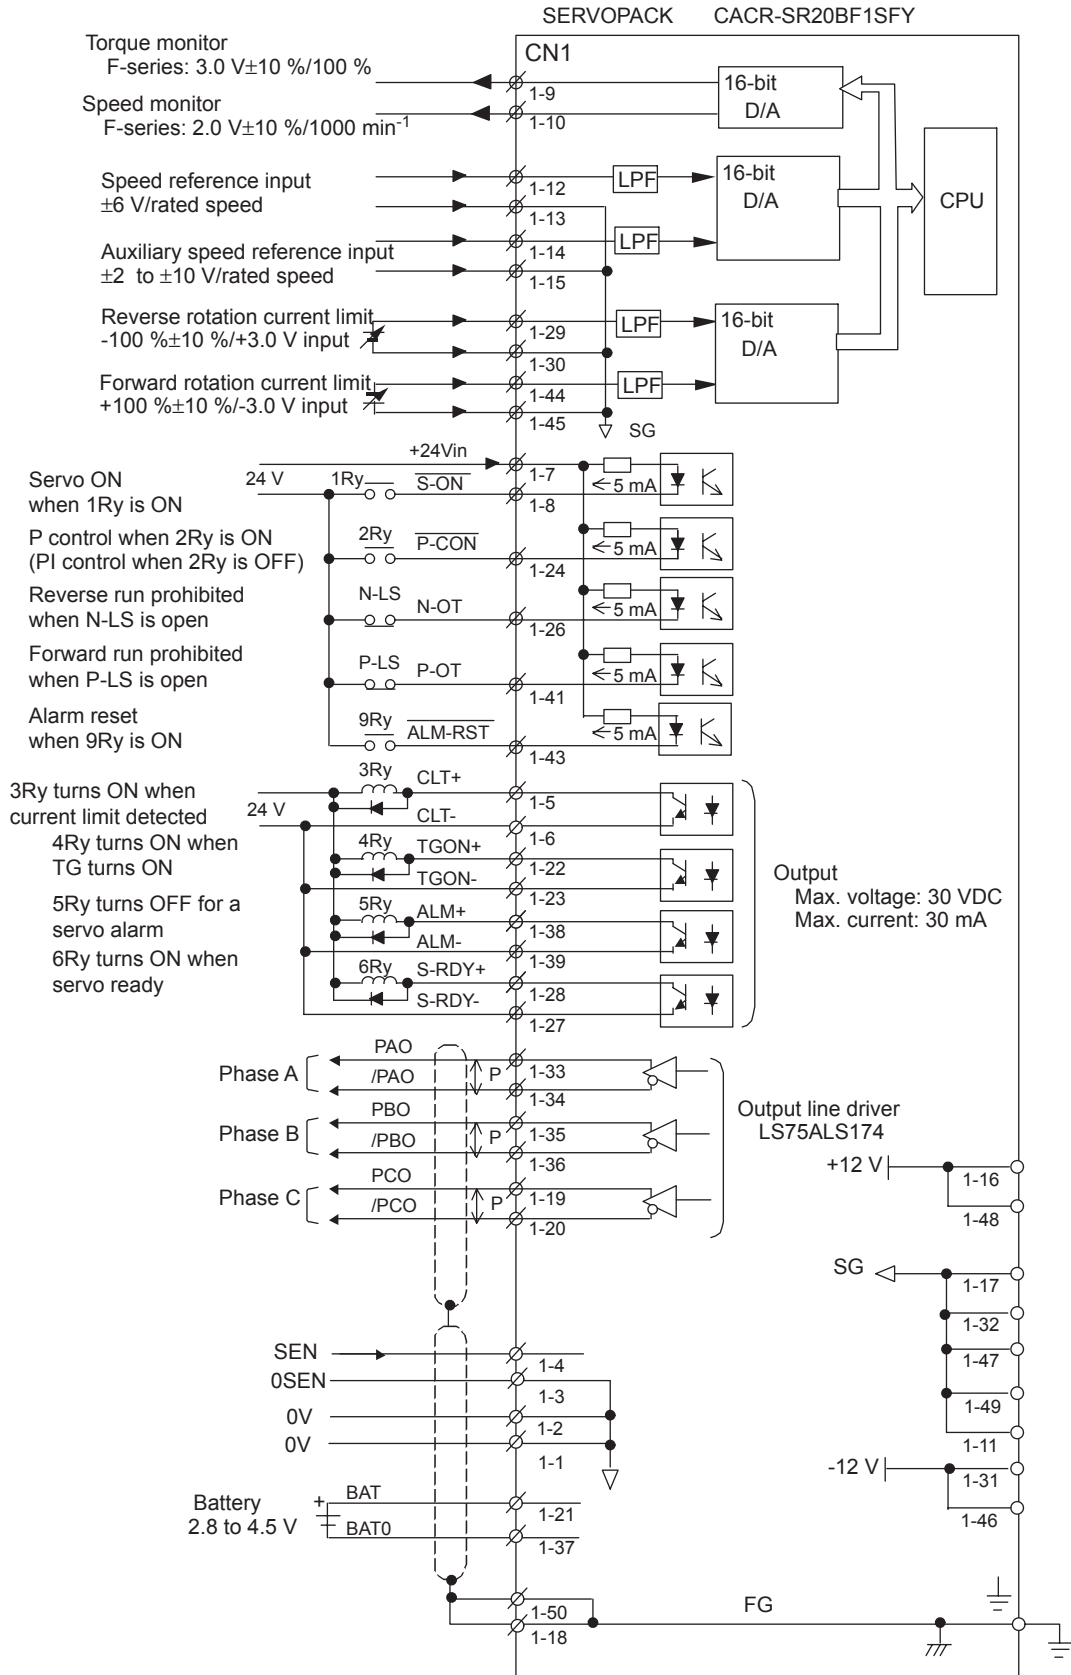 SERVOPACK CACR-SR20BF1SFY
CN1
Torque monitor
F-series: 3.0 V±10 %/100 %
1-9
16-bit
D/A
Speed monitor
F-series: 2.0 V±10 %/1000 min-1
1-10
CPU
Speed reference input
±6 V/rated speed
1-12
LPF
16-bit
D/A
1-13
Auxiliary speed reference input
±2 to ±10 V/rated speed
1-14
LPF
1-15
Reverse rotation current limit
-100 %±10 %/+3.0 V input
1-29
LPF
16-bit
D/A
1-30
Forward rotation current limit
+100 %±10 %/-3.0 V input
1-44
LPF
1-45
SG
+24Vin
1-7
Servo ON
when 1Ry is ON
24 V
1Ry
S-ON
1-8
5 mA
P control when 2Ry is ON
(PI control when 2Ry is OFF)
2Ry
P-CON
1-24
5 mA
Reverse run prohibited
when N-LS is open
N-LS
N-OT
1-26
5 mA
Forward run prohibited
when P-LS is open
P-LS
P-OT
1-41
5 mA
Alarm reset
when 9Ry is ON
9Ry
ALM-RST
1-43
5 mA
3Ry turns ON when
current limit detected
24 V
3Ry
CLT+
1-5
CLT-
1-6
4Ry turns ON when
TG turns ON
4Ry
TGON+
1-22
TGON-
1-23
5Ry turns OFF for a
servo alarm
5Ry
ALM+
1-38
ALM-
1-39
6Ry turns ON when
servo ready
6Ry
S-RDY+
1-28
S-RDY-
1-27
Output
Max. voltage: 30 VDC
Max. current: 30 mA
Phase A
PAO
/PAO
P
1-33
1-34
Phase B
PBO
/PBO
P
1-35
1-36
Phase C
PCO
/PCO
P
1-19
1-20
Output line driver
LS75ALS174
+12 V
1-16
1-48
SG
1-17
1-32
1-47
1-49
1-11
-12 V
1-31
1-46
SEN
1-4
0SEN
1-3
0V
1-2
0V
1-1
Battery
2.8 to 4.5 V
+
BAT
1-21
BAT0
1-37
1-50
1-18
FG